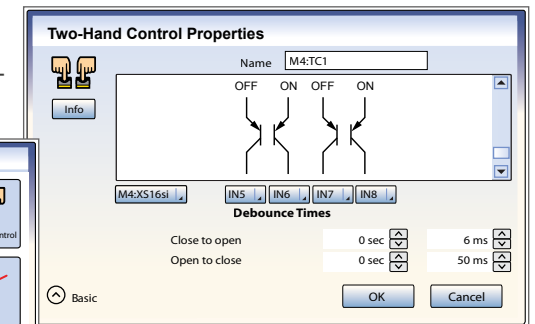 Two-Hand Control Properties
Name M4:TC1
OFF ON OFF ON
Info
M4:XS16si IN5 IN6 IN7 IN8
Debounce Times
Close to open 0 sec 6 ms
Open to close 0 sec 50 ms
ntrol
Basic OK Cancel